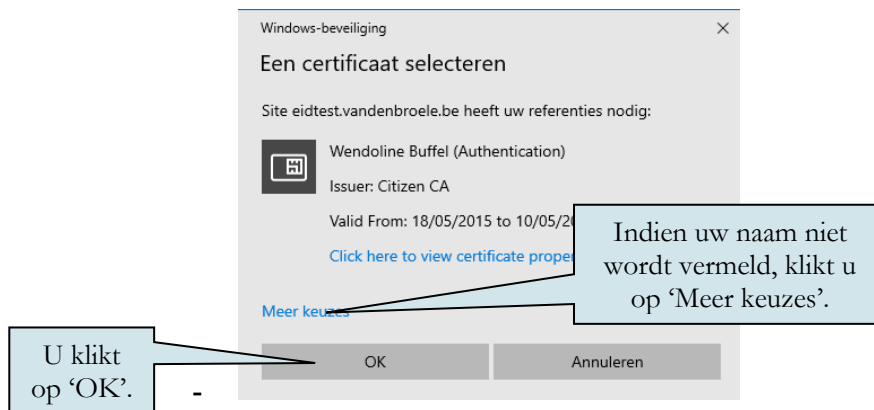 Windows-beveiliging
Een certificaat selecteren
Site eidtest.vandenbroele.be heeft uw referenties nodig:
Wendoline Buffel (Authentication)
Issuer: Citizen CA
Valid From: 18/05/2015 to 10/05/20
Click here to view certificate proper
Indien uw naam niet
wordt vermeld, klikt u
op ‘Meer keuzes’.
Meer keuzes
U klikt
op ‘OK’.
-
OK
Annuleren